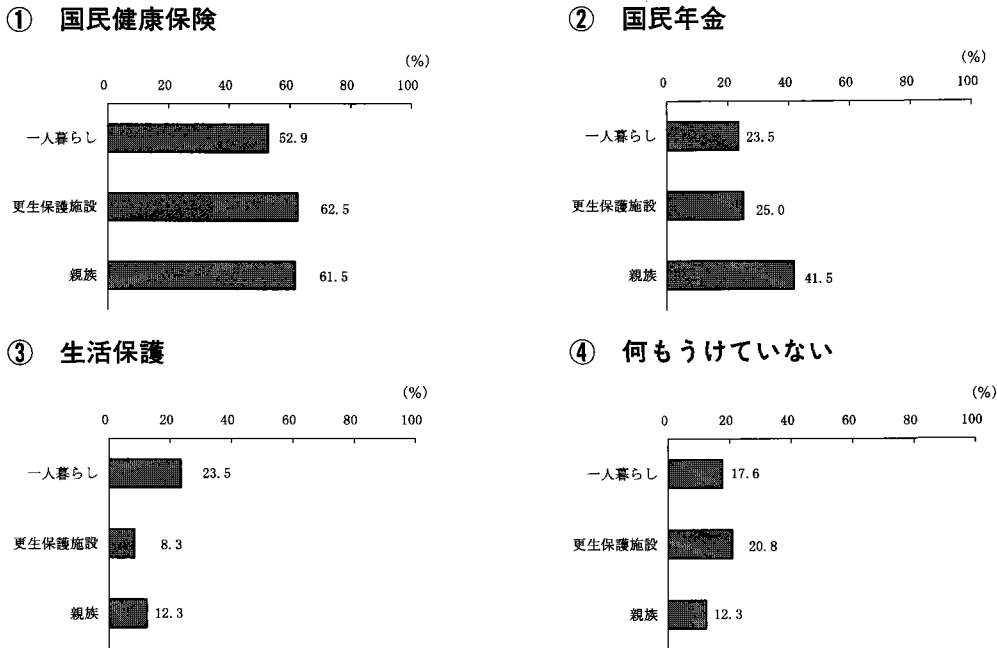 ① 国民健康保険
(%)
0 20 40 60 80 100
一人暮らし 52.9
更生保護施設 62.5
親族 61.5
② 国民年金
(%)
0 20 40 60 80 100
一人暮らし 23.5
更生保護施設 25.0
親族 41.5
③ 生活保護
(%)
0 20 40 60 80 100
一人暮らし 23.5
更生保護施設 8.3
親族 12.3
④ 何もうけていない
(%)
0 20 40 60 80 100
一人暮らし 17.6
更生保護施設 20.8
親族 12.3